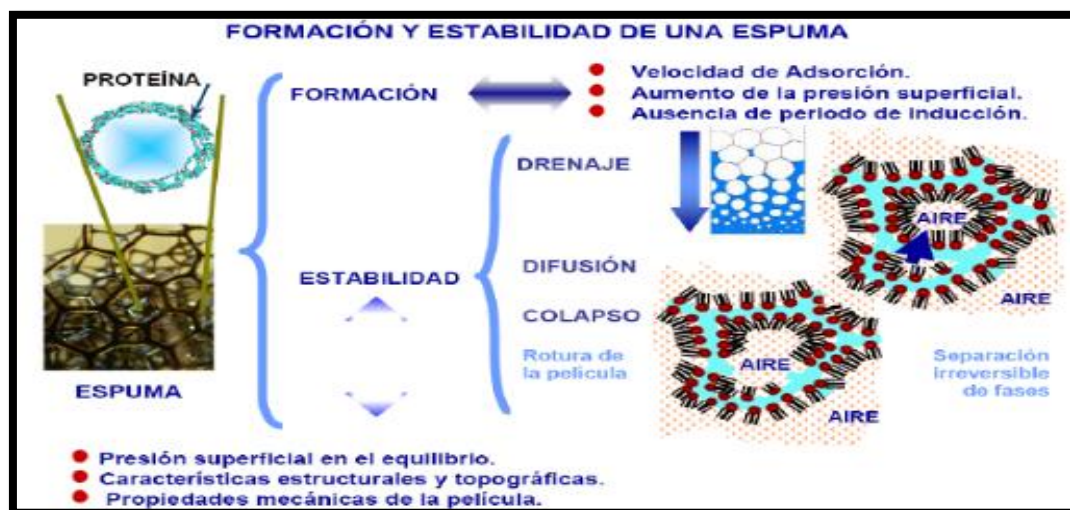 FORMACIÓN Y ESTABILIDAD DE UNA ESPUMA
PROTEÍNA
FORMACIÓN
Velocidad de Adsorción.
Aumento de la presión superficial.
Ausencia de periodo de inducción.
DRENAJE
AIRE
ESTABILIDAD
DIFUSIÓN
AIRE
COLAPSO
Rotura de
la película
AIRE
Separación
irreversible
de fases
AIRE
ESPUMA
Presión superficial en el equilibrio.
Características estructurales y topográficas.
Propiedades mecánicas de la película.